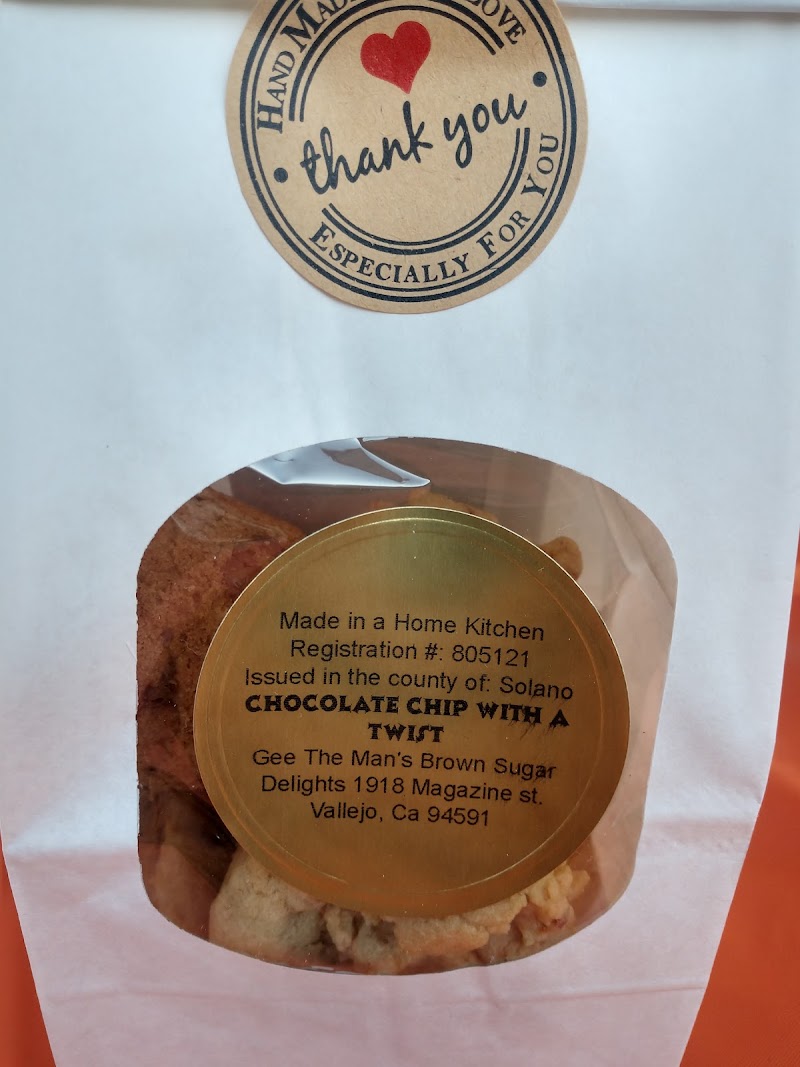 HAND MADE LOVE
thank you
ESPECIALLY FOR YOU
Made in a Home Kitchen
Registration #: 805121
Issued in the county of: Solano
CHOCOLATE CHIP WITH A
TWIST
Gee The Man's Brown Sugar
Delights 1918 Magazine st.
Vallejo, Ca 94591